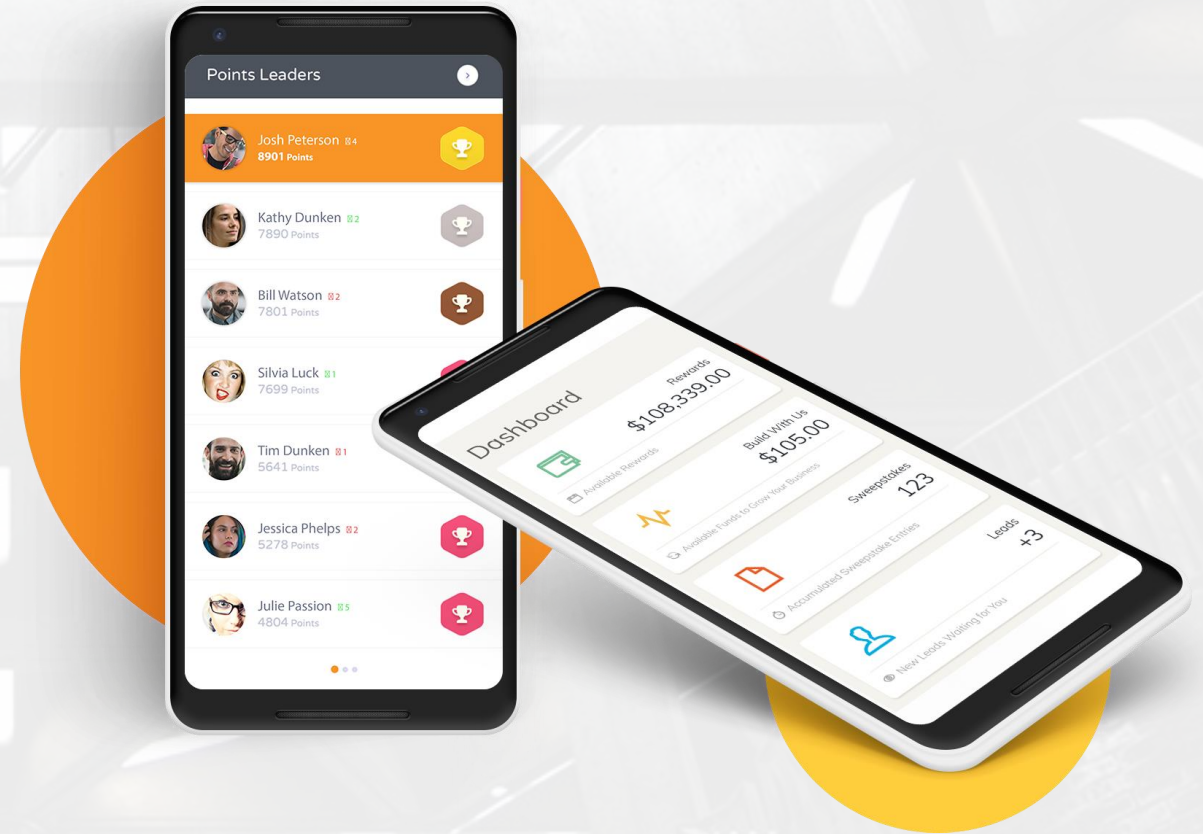 Points Leaders
Josh Peterson 4
8901 Points
Kathy Dunken 2
7890 Points
Bill Watson 2
7801 Points
Silvia Luck 1
7699 Points
Tim Dunken 1
5641 Points
Jessica Phelps 2
5278 Points
Julie Passion 5
4804 Points
Dashboard
Rewards
$108,339.00
Available Rewards
Build With Us
$105.00
Available Funds to Grow Your Business
Sweepstakes
123
Accumulated Sweepstake Entries
Leads
+3
New Leads Waiting for You